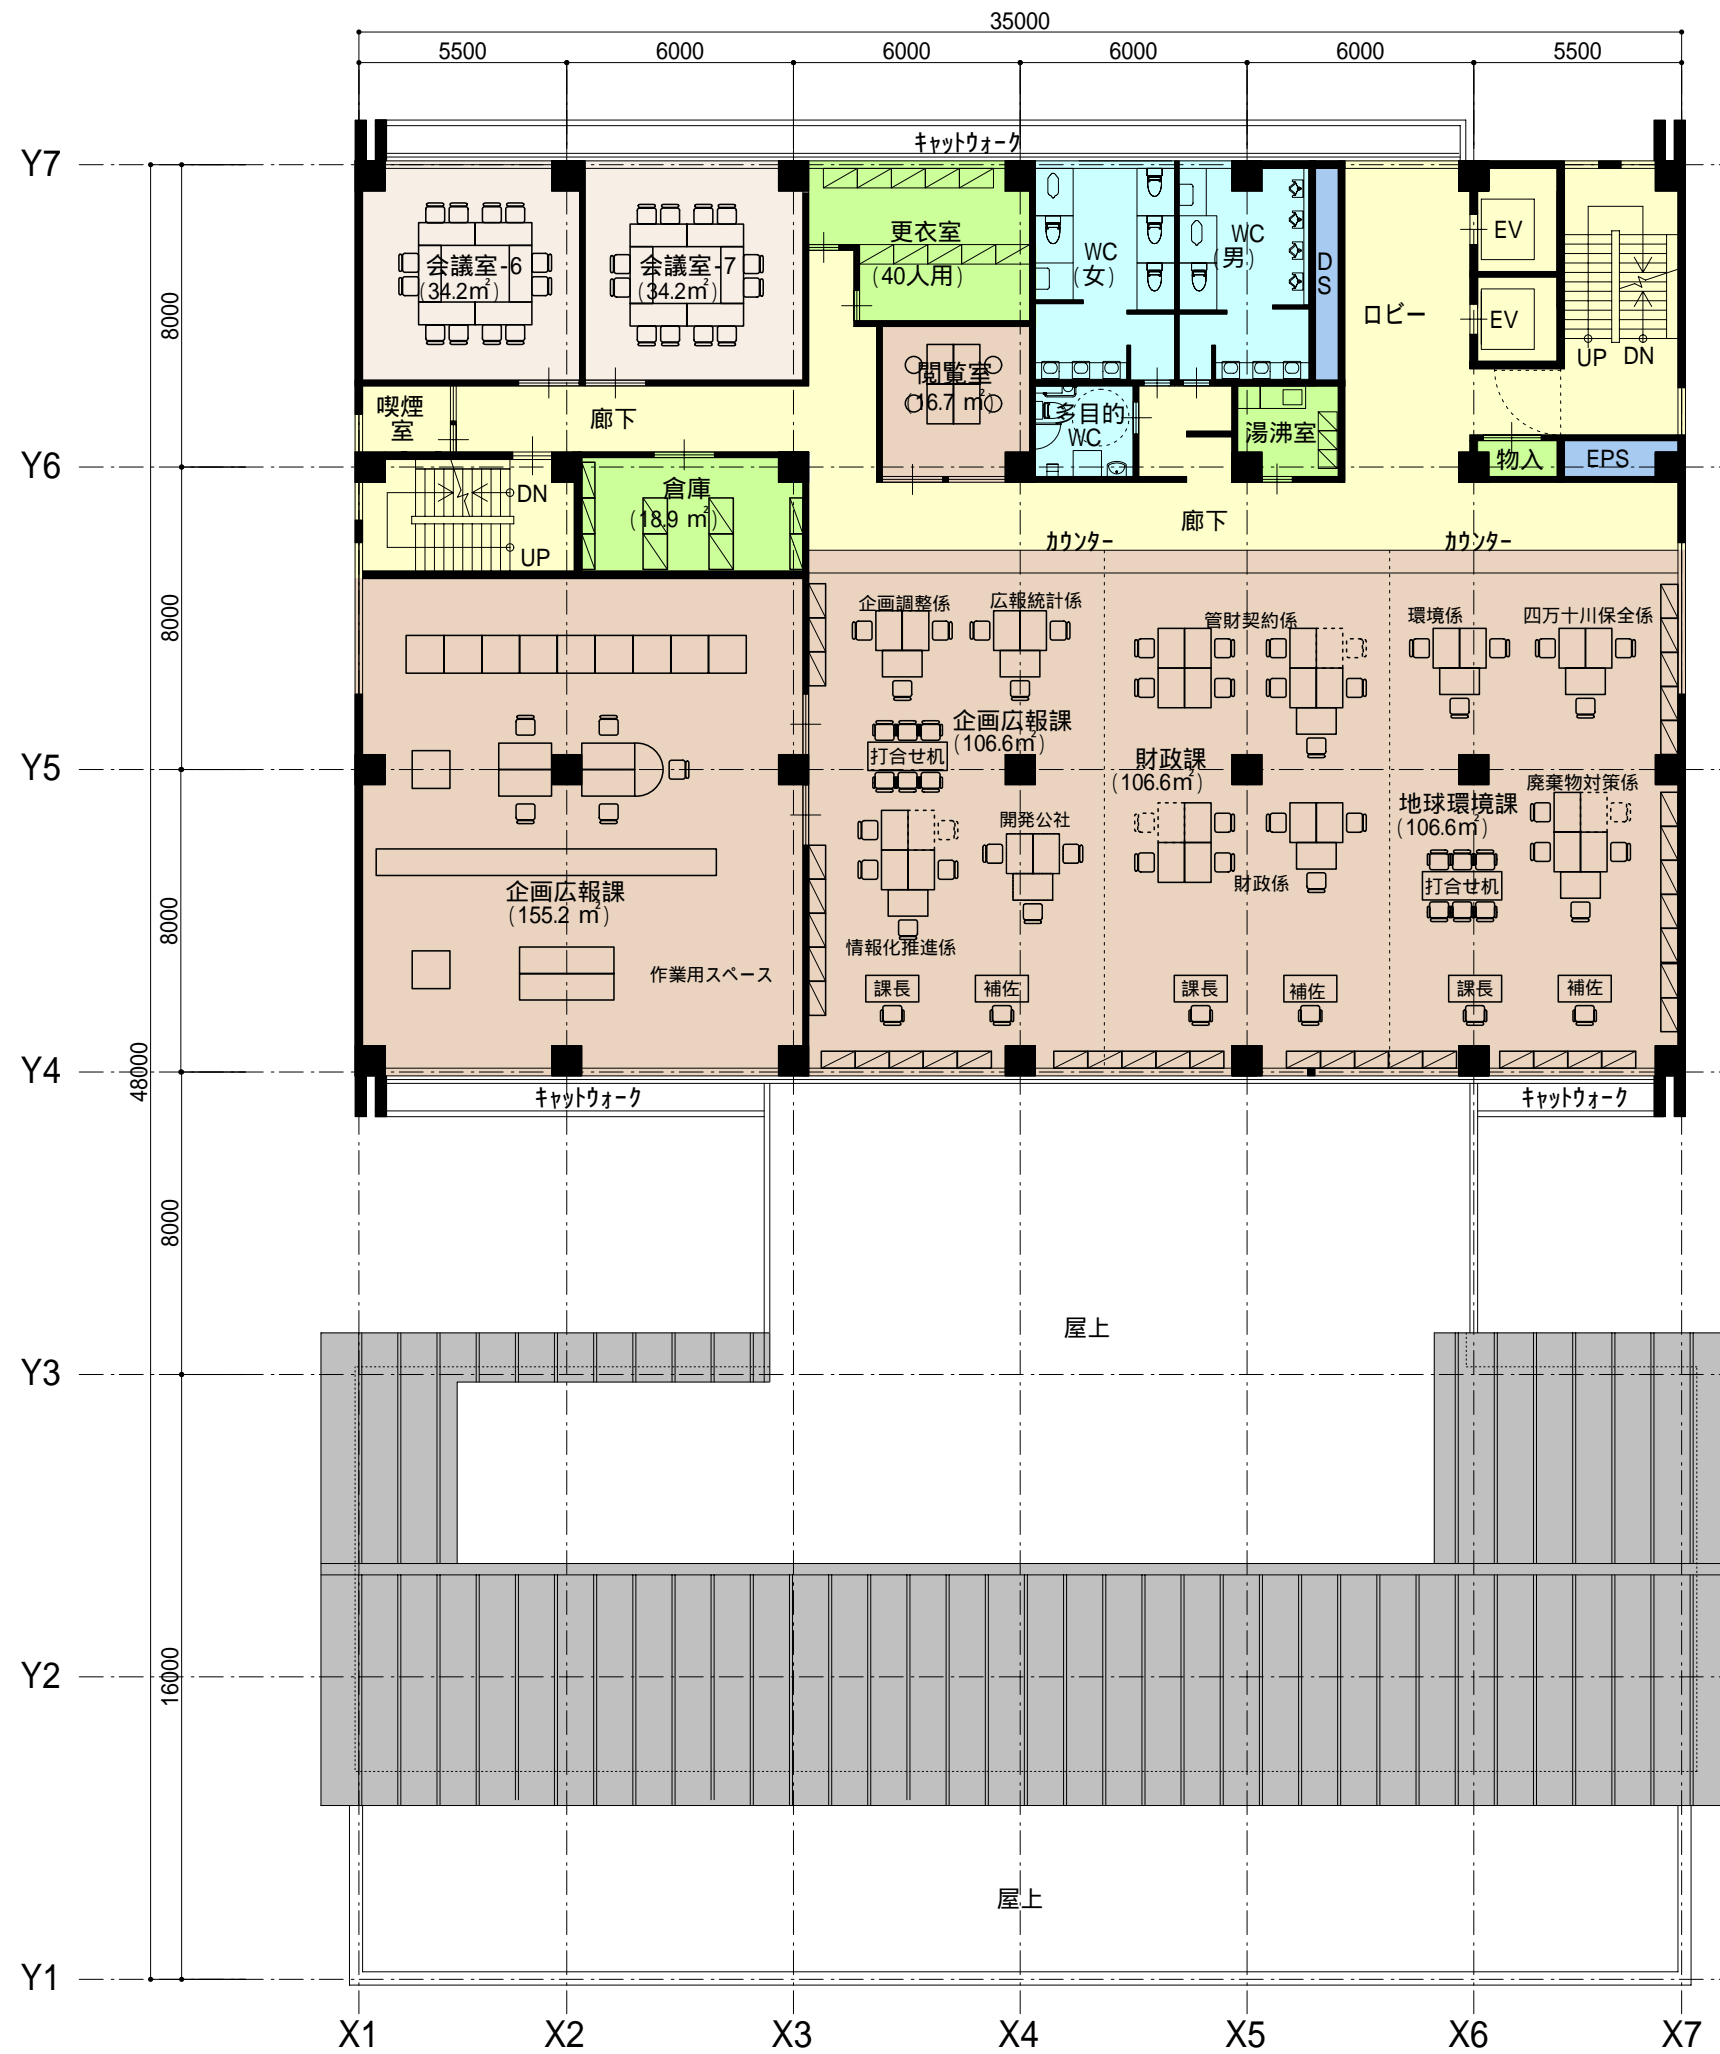 35000
5500
6000
6000
6000
6000
5500
キャットウォーク
Y7
会議室-6
(34.2㎡)
会議室-7
(34.2㎡)
更衣室
(40人用)
WC
(女)
WC
(男)
DS
ロビー
EV
EV
UP
DN
8000
喫煙
室
廊下
閲覧室
(16.7 ㎡)
多目的
WC
湯沸室
物入
EPS
Y6
DN
UP
倉庫
(18.9 ㎡)
廊下
カウンター
カウンター
8000
企画調整係
広報統計係
管財契約係
環境係
四万十川保全係
企画広報課
(106.6㎡)
打合せ机
財政課
(106.6㎡)
地球環境課
(106.6㎡)
廃棄物対策係
Y5
開発公社
財政係
打合せ机
企画広報課
(155.2 ㎡)
8000
情報化推進係
作業用スペース
課長
補佐
課長
補佐
課長
補佐
Y4
48000
キャットウォーク
キャットウォーク
8000
屋上
Y3
Y2
16000
屋上
Y1
X1
X2
X3
X4
X5
X6
X7